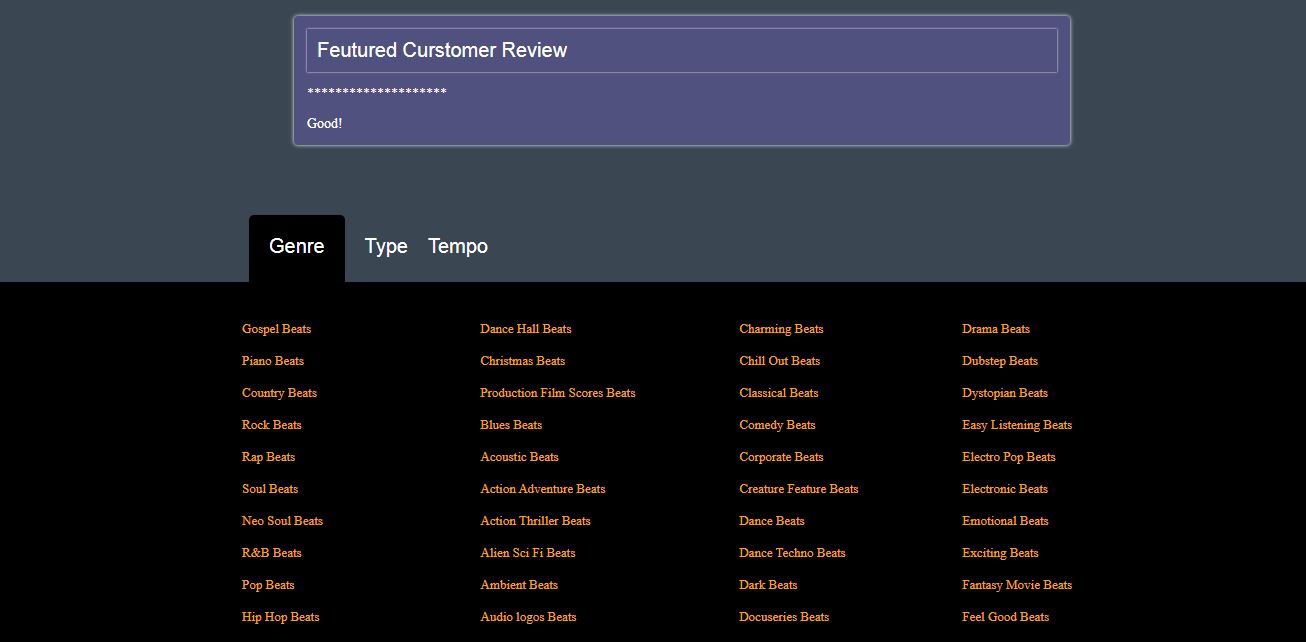 Feutured Curstomer Review
********************
Good!
Genre Type Tempo
Gospel Beats Dance Hall Beats Charming Beats Drama Beats
Piano Beats Christmas Beats Chill Out Beats Dubstep Beats
Country Beats Production Film Scores Beats Classical Beats Dystopian Beats
Rock Beats Blues Beats Comedy Beats Easy Listening Beats
Rap Beats Acoustic Beats Corporate Beats Electro Pop Beats
Soul Beats Action Adventure Beats Creature Feature Beats Electronic Beats
Neo Soul Beats Action Thriller Beats Dance Beats Emotional Beats
R&B Beats Alien Sci Fi Beats Dance Techno Beats Exciting Beats
Pop Beats Ambient Beats Dark Beats Fantasy Movie Beats
Hip Hop Beats Audio logos Beats Docuseries Beats Feel Good Beats